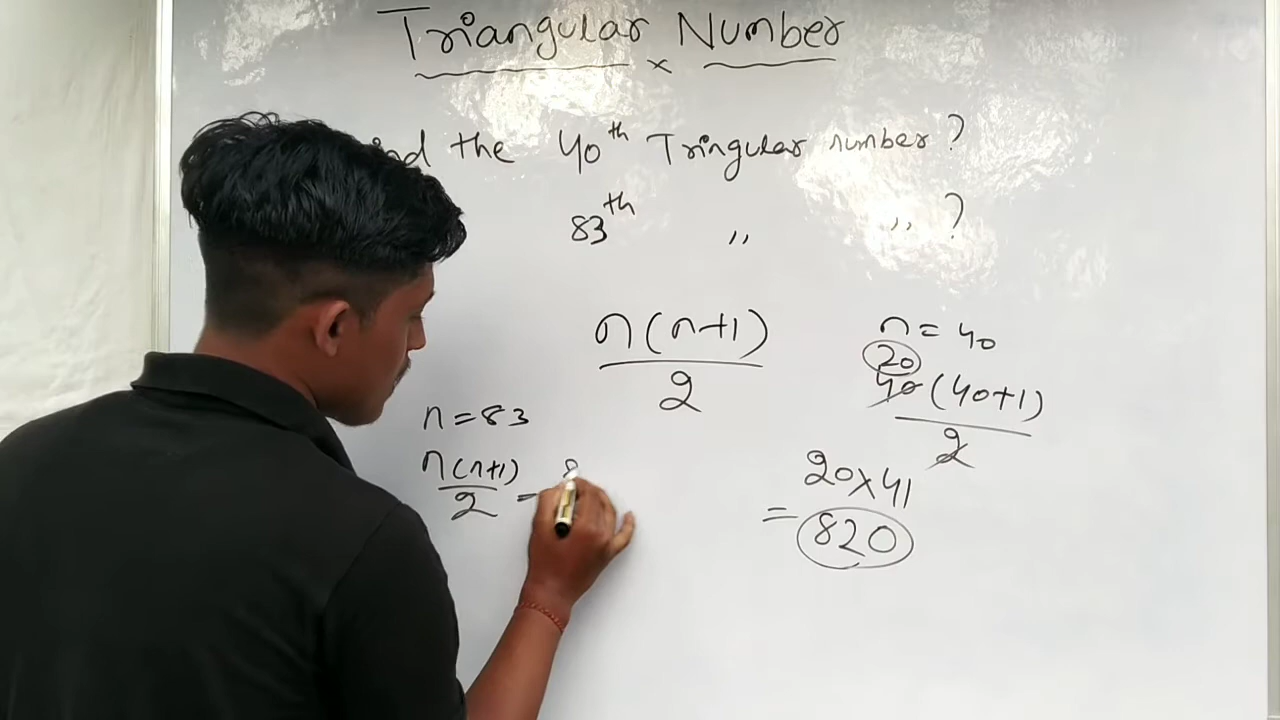 Triangular Number
×
ind the 40th Tringular number?
83th ,, ,, ?
n(n+1)
2
n = 40
20
40(40+1)
2
20×41
= 820
n = 83
n(n+1)
2
= 8